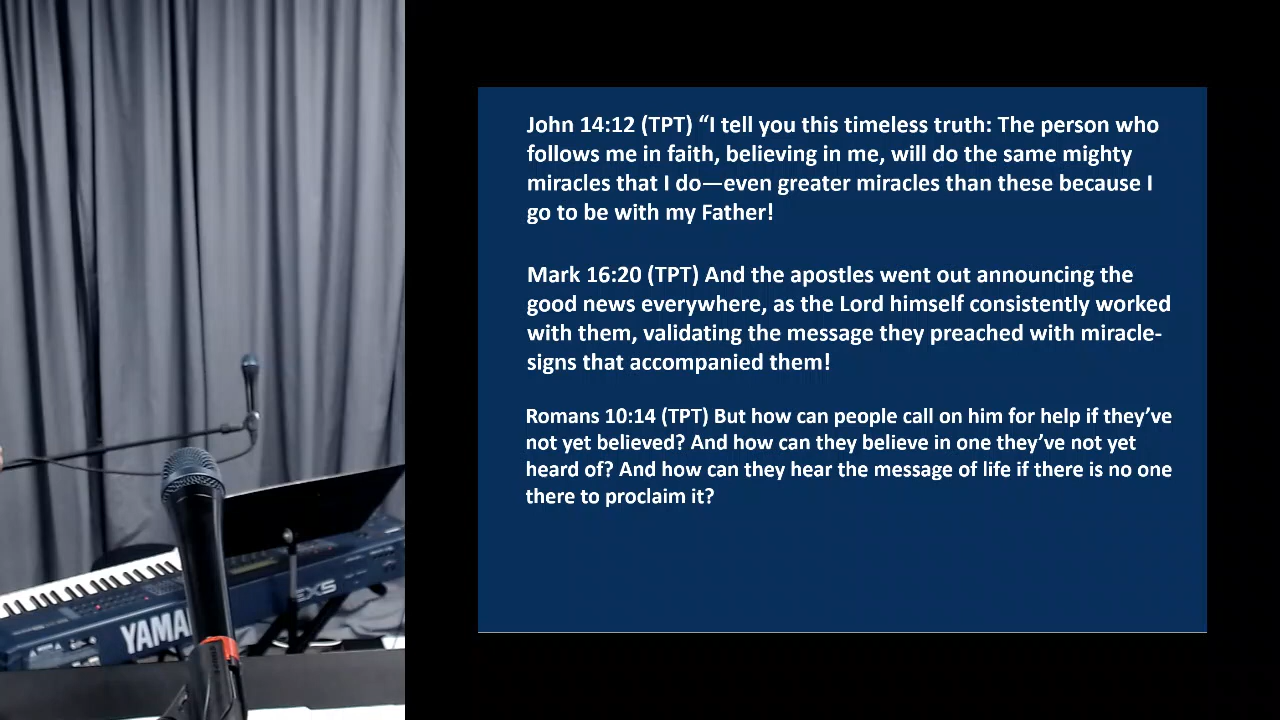 John 14:12 (TPT) “I tell you this timeless truth: The person who
follows me in faith, believing in me, will do the same mighty
miracles that I do—even greater miracles than these because I
go to be with my Father!
Mark 16:20 (TPT) And the apostles went out announcing the
good news everywhere, as the Lord himself consistently worked
with them, validating the message they preached with miracle-
signs that accompanied them!
Romans 10:14 (TPT) But how can people call on him for help if they’ve
not yet believed? And how can they believe in one they’ve not yet
heard of? And how can they hear the message of life if there is no one
there to proclaim it?
YAMA
EX5